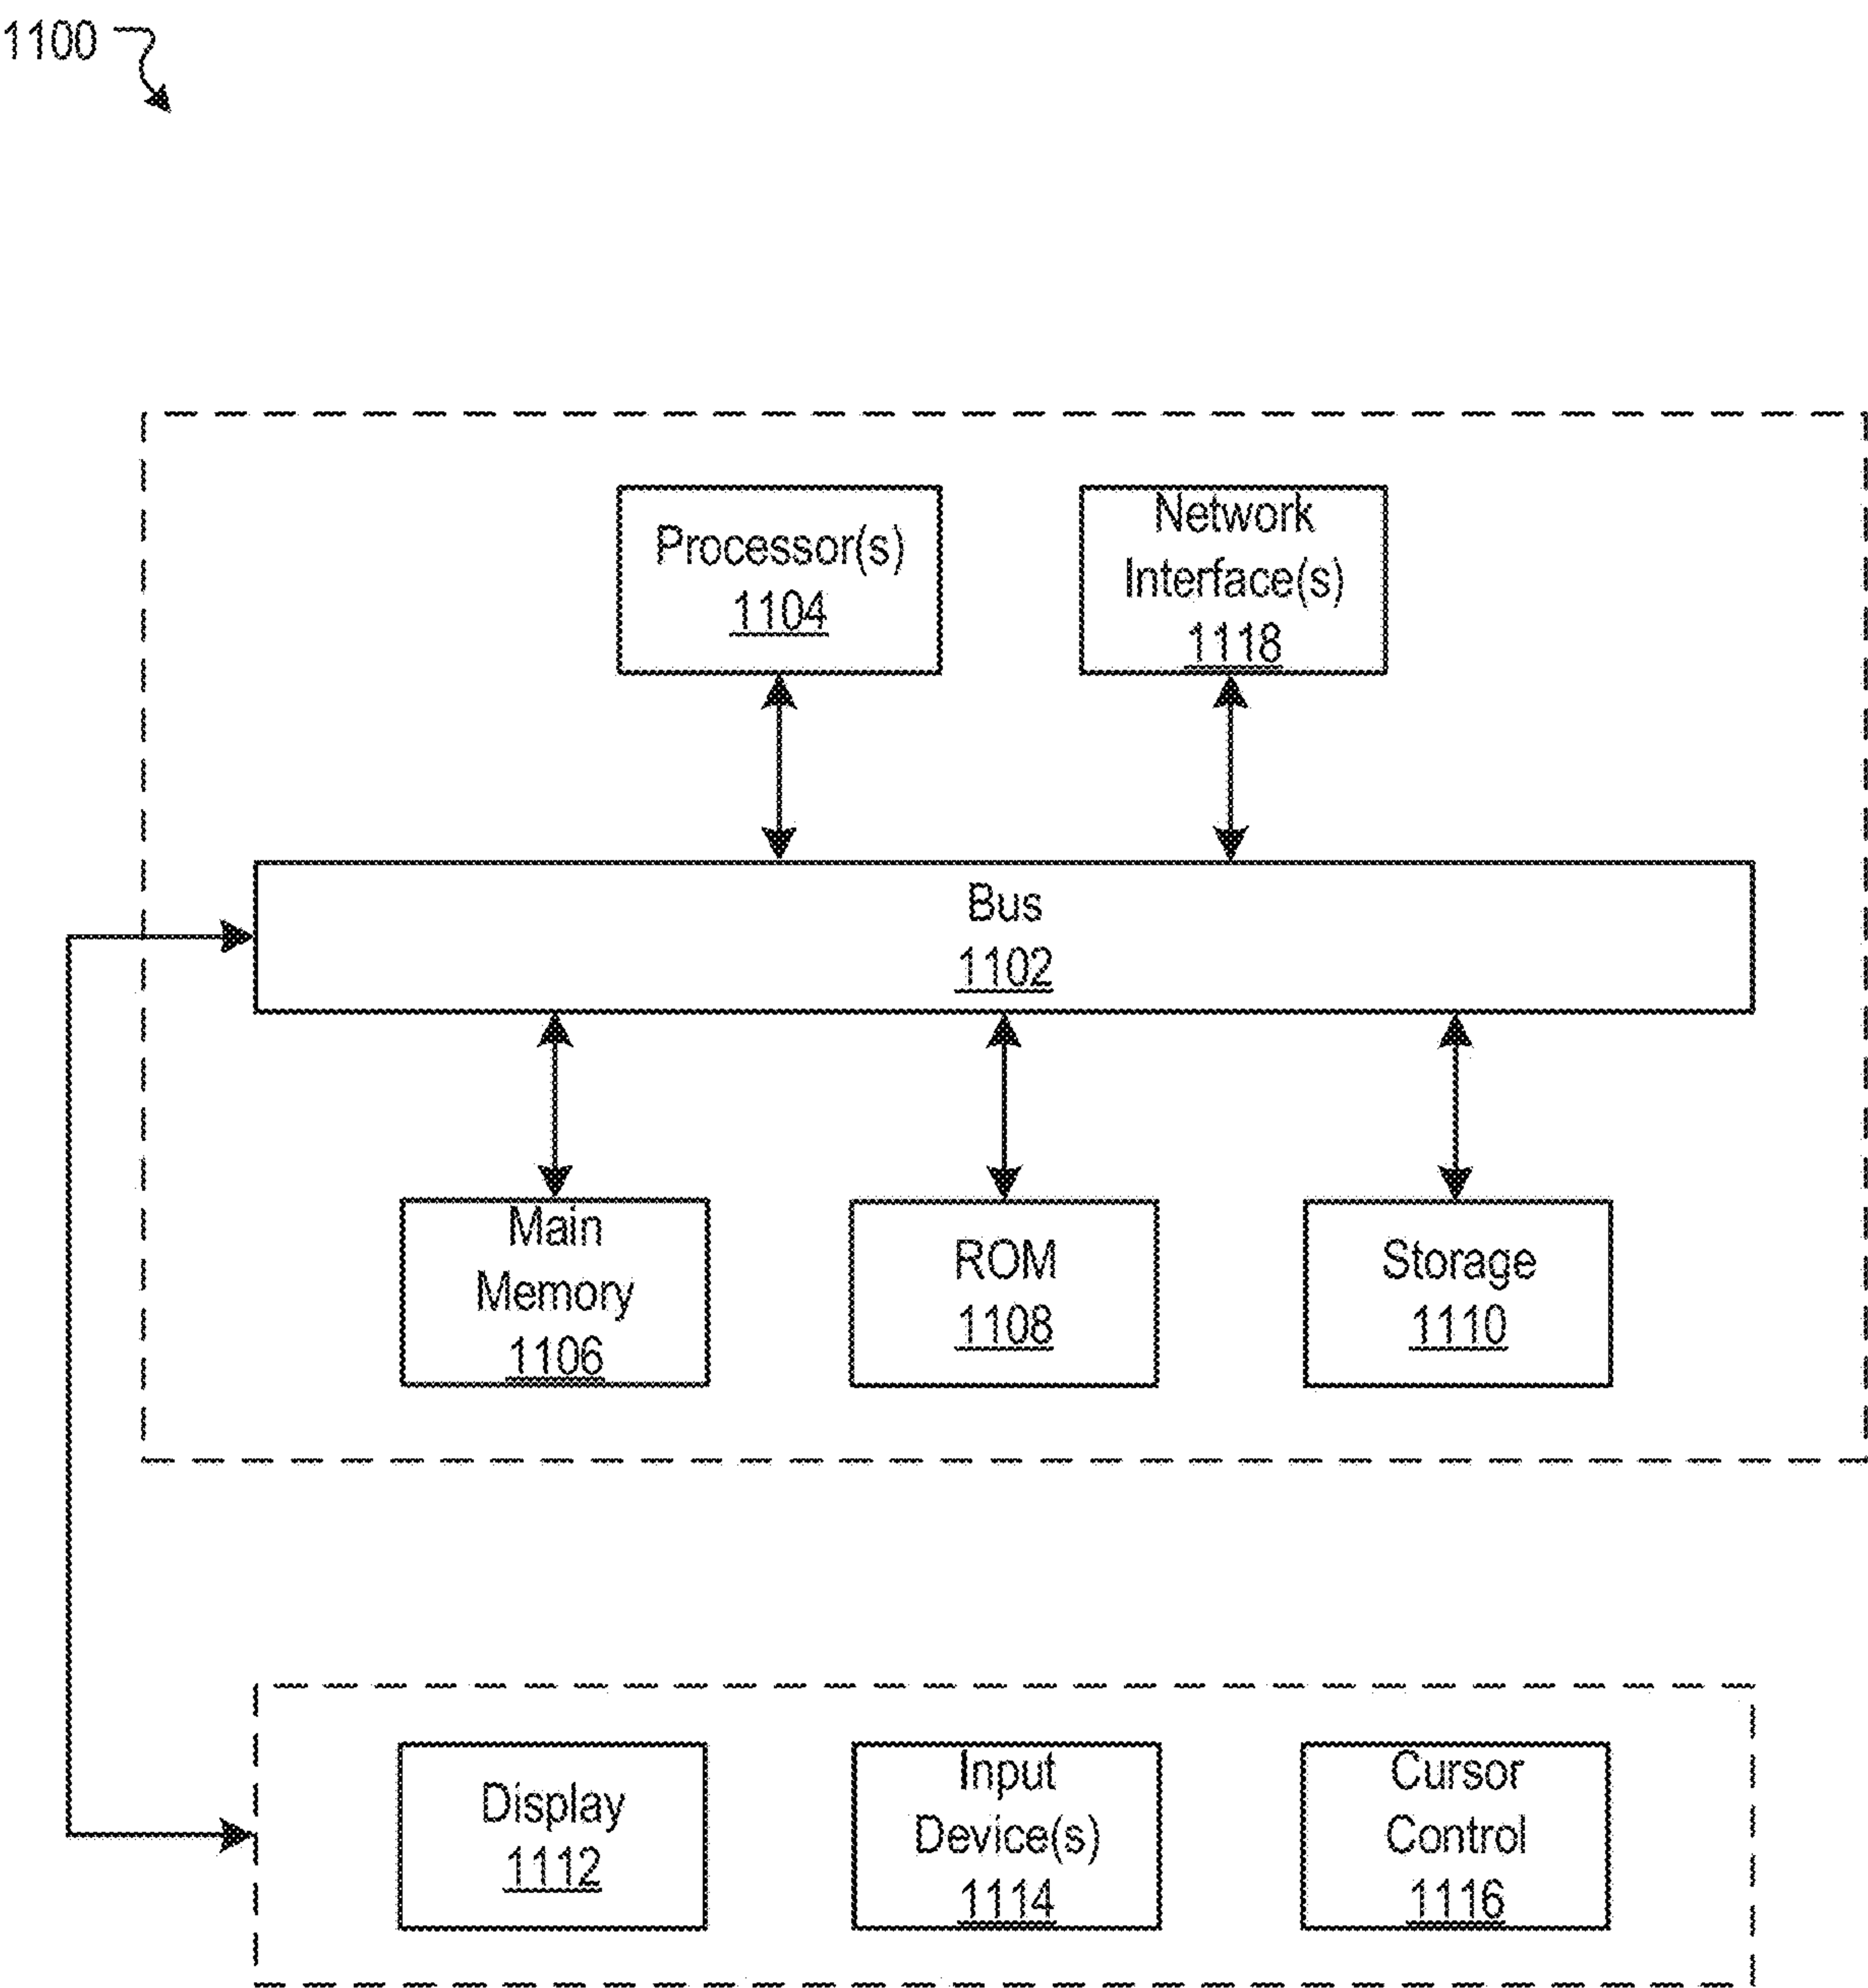 1100
Processor(s)
1104
Network
Interface(s)
1118
Bus
1102
Main
Memory
1106
ROM
1108
Storage
1110
Display
1112
Input
Device(s)
1114
Cursor
Control
1116